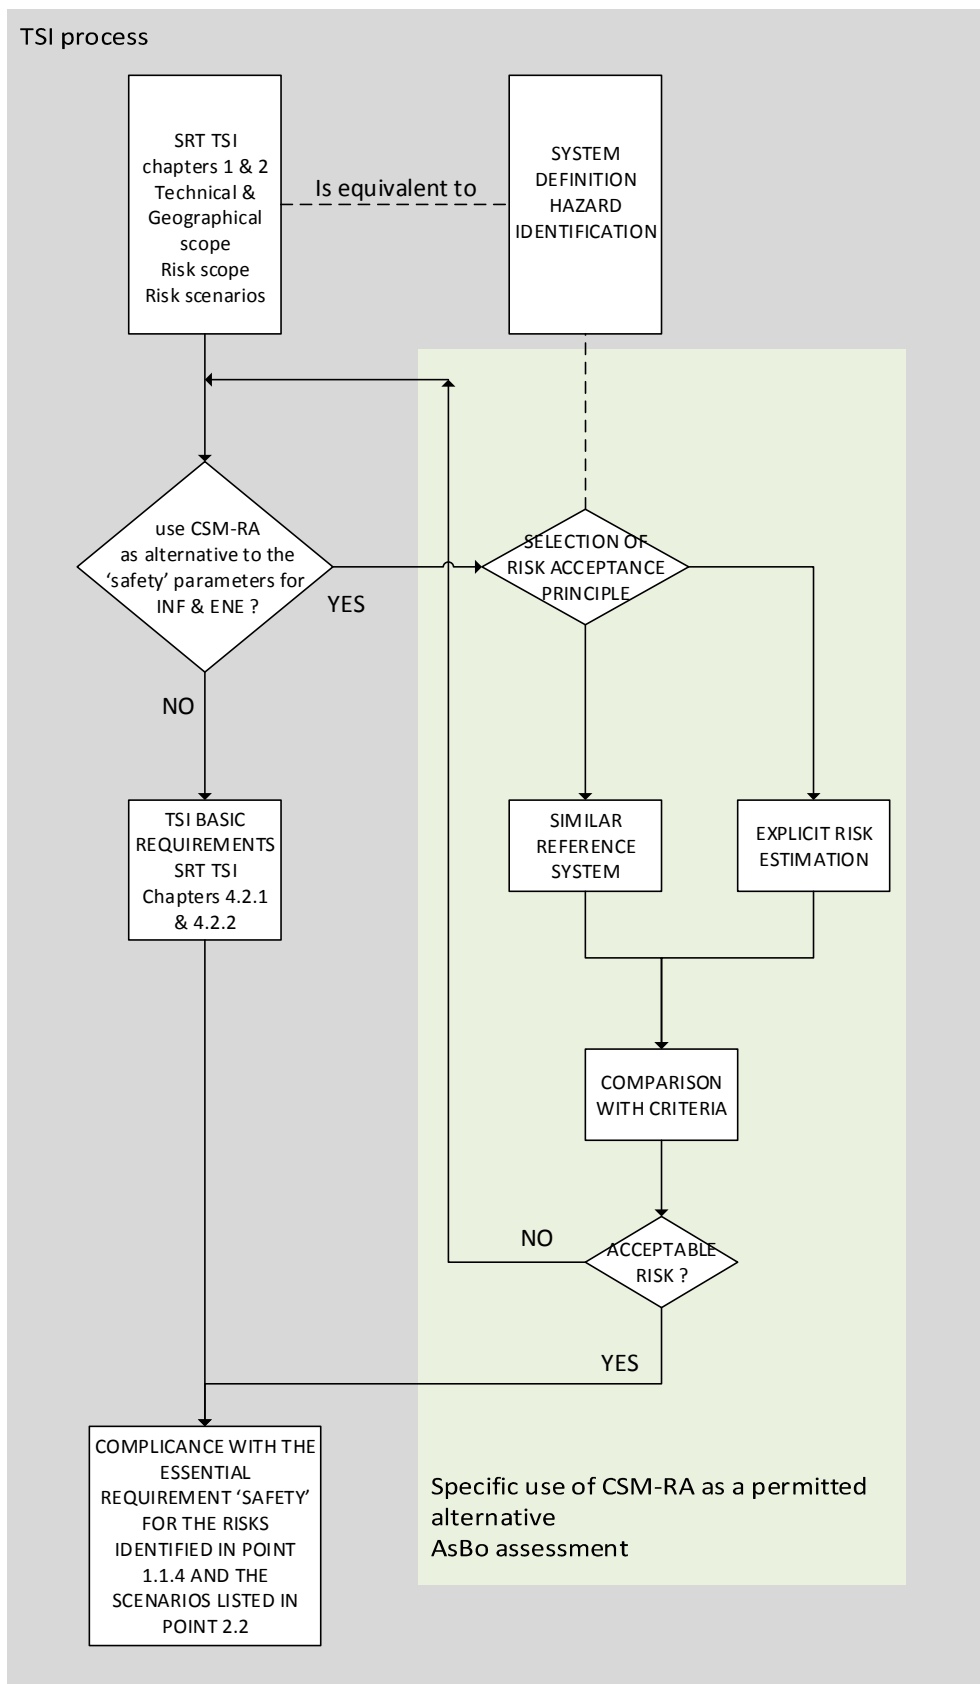 TSI process
SRT TSI
chapters 1 & 2
Technical &
Geographical
scope
Risk scope
Risk scenarios
Is equivalent to
SYSTEM
DEFINITION
HAZARD
IDENTIFICATION
use CSM-RA
as alternative to the
‘safety’ parameters for
INF & ENE ?
YES
NO
SELECTION OF
RISK ACCEPTANCE
PRINCIPLE
TSI BASIC
REQUIREMENTS
SRT TSI
Chapters 4.2.1
& 4.2.2
SIMILAR
REFERENCE
SYSTEM
EXPLICIT RISK
ESTIMATION
COMPARISON
WITH CRITERIA
NO
ACCEPTABLE
RISK ?
YES
COMPLICANCE WITH THE
ESSENTIAL
REQUIREMENT ‘SAFETY’
FOR THE RISKS
IDENTIFIED IN POINT
1.1.4 AND THE
SCENARIOS LISTED IN
POINT 2.2
Specific use of CSM-RA as a permitted
alternative
AsBo assessment